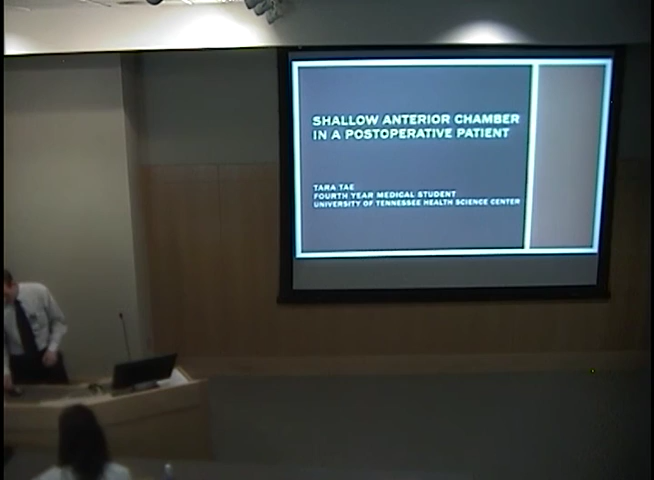 SHALLOW ANTERIOR CHAMBER
IN A POSTOPERATIVE PATIENT
TARA TAE
FOURTH YEAR MEDICAL STUDENT
UNIVERSITY OF TENNESSEE HEALTH SCIENCE CENTER